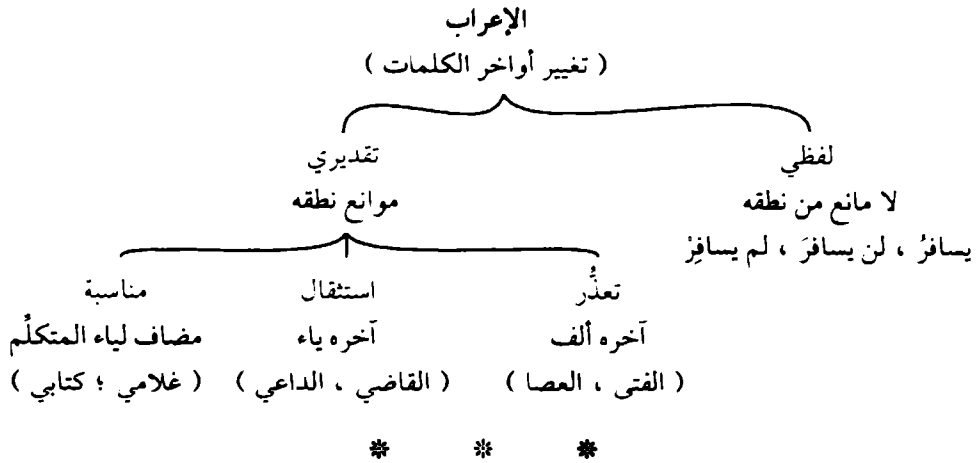 الإعراب
( تغيير أواخر الكلمات )
لفظي تقديري
لا مانع من نطقه موانع نطقه
يسافرُ ، لن يسافرَ ، لم يسافِرْ
تعذُّر استثقال مناسبة
آخره ألف آخره ياء مضاف لياء المتكلِّم
( الفتى ، العصا ) ( القاضي ، الداعي ) ( غلامي ؛ كتابي )